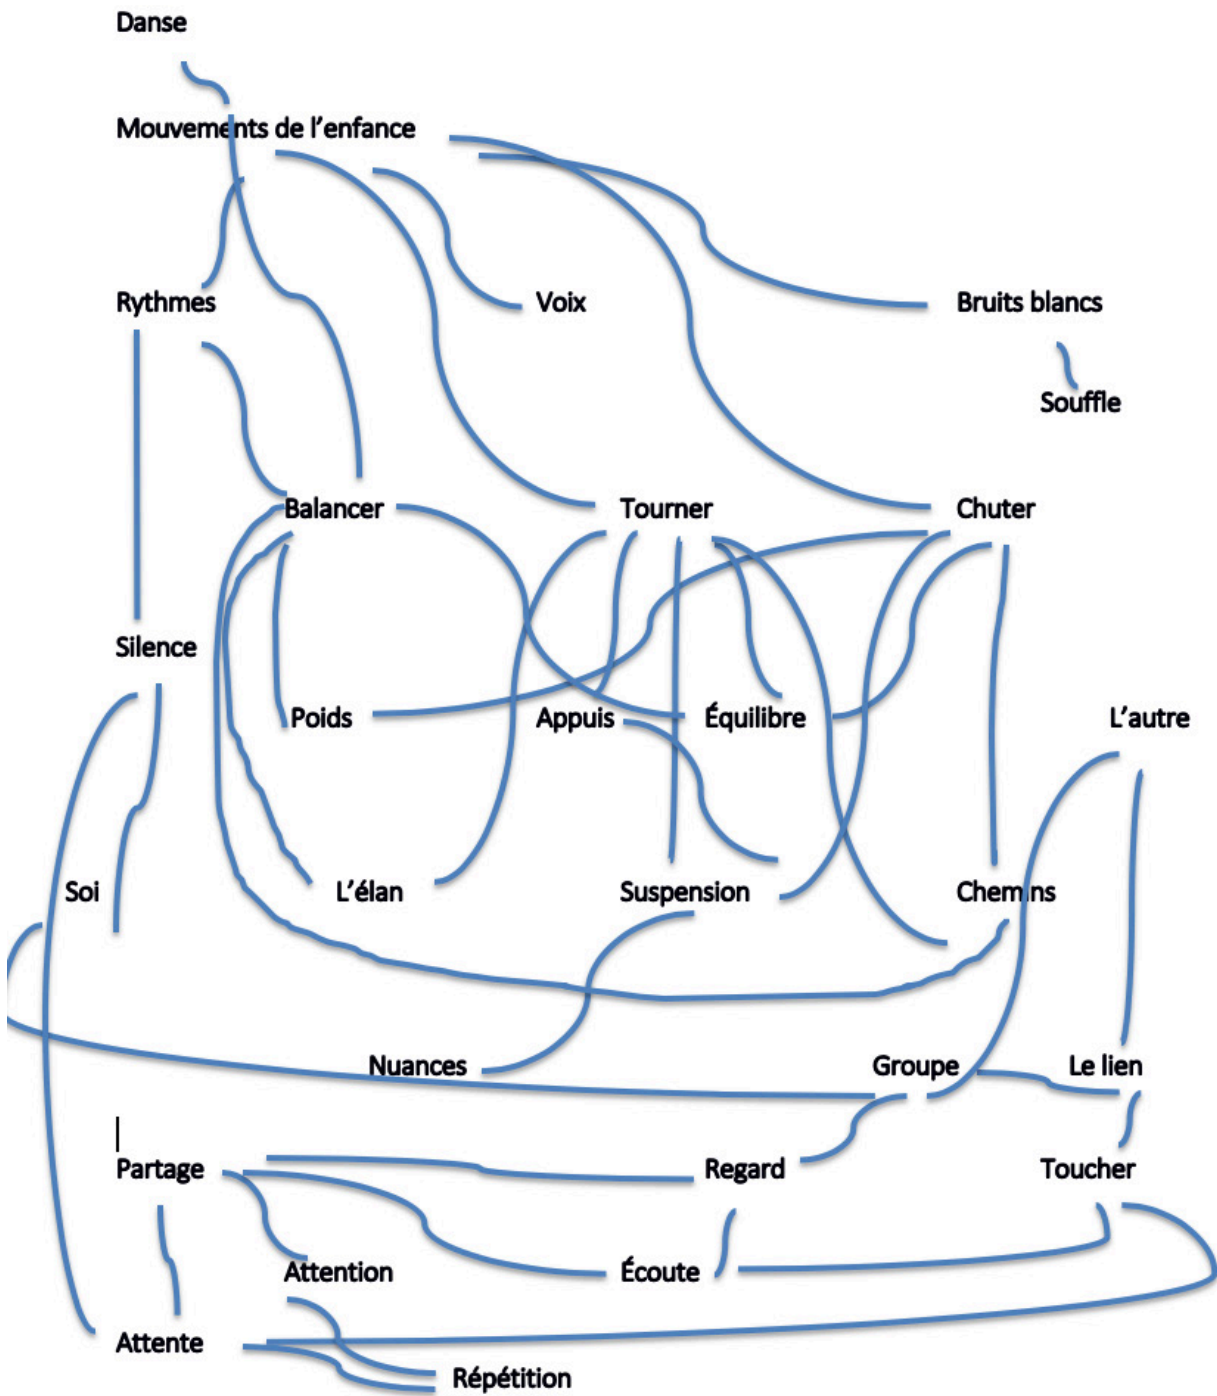 Danse
Mouvements de l’enfance
Rythmes Voix Bruits blancs
Souffle
Balancer Tourner Chuter
Silence
Poids Appuis Équilibre L’autre
Soi L’élan Suspension Chemins
Nuances Groupe Le lien
Partage Regard Toucher
Attention Écoute
Attente
Répétition